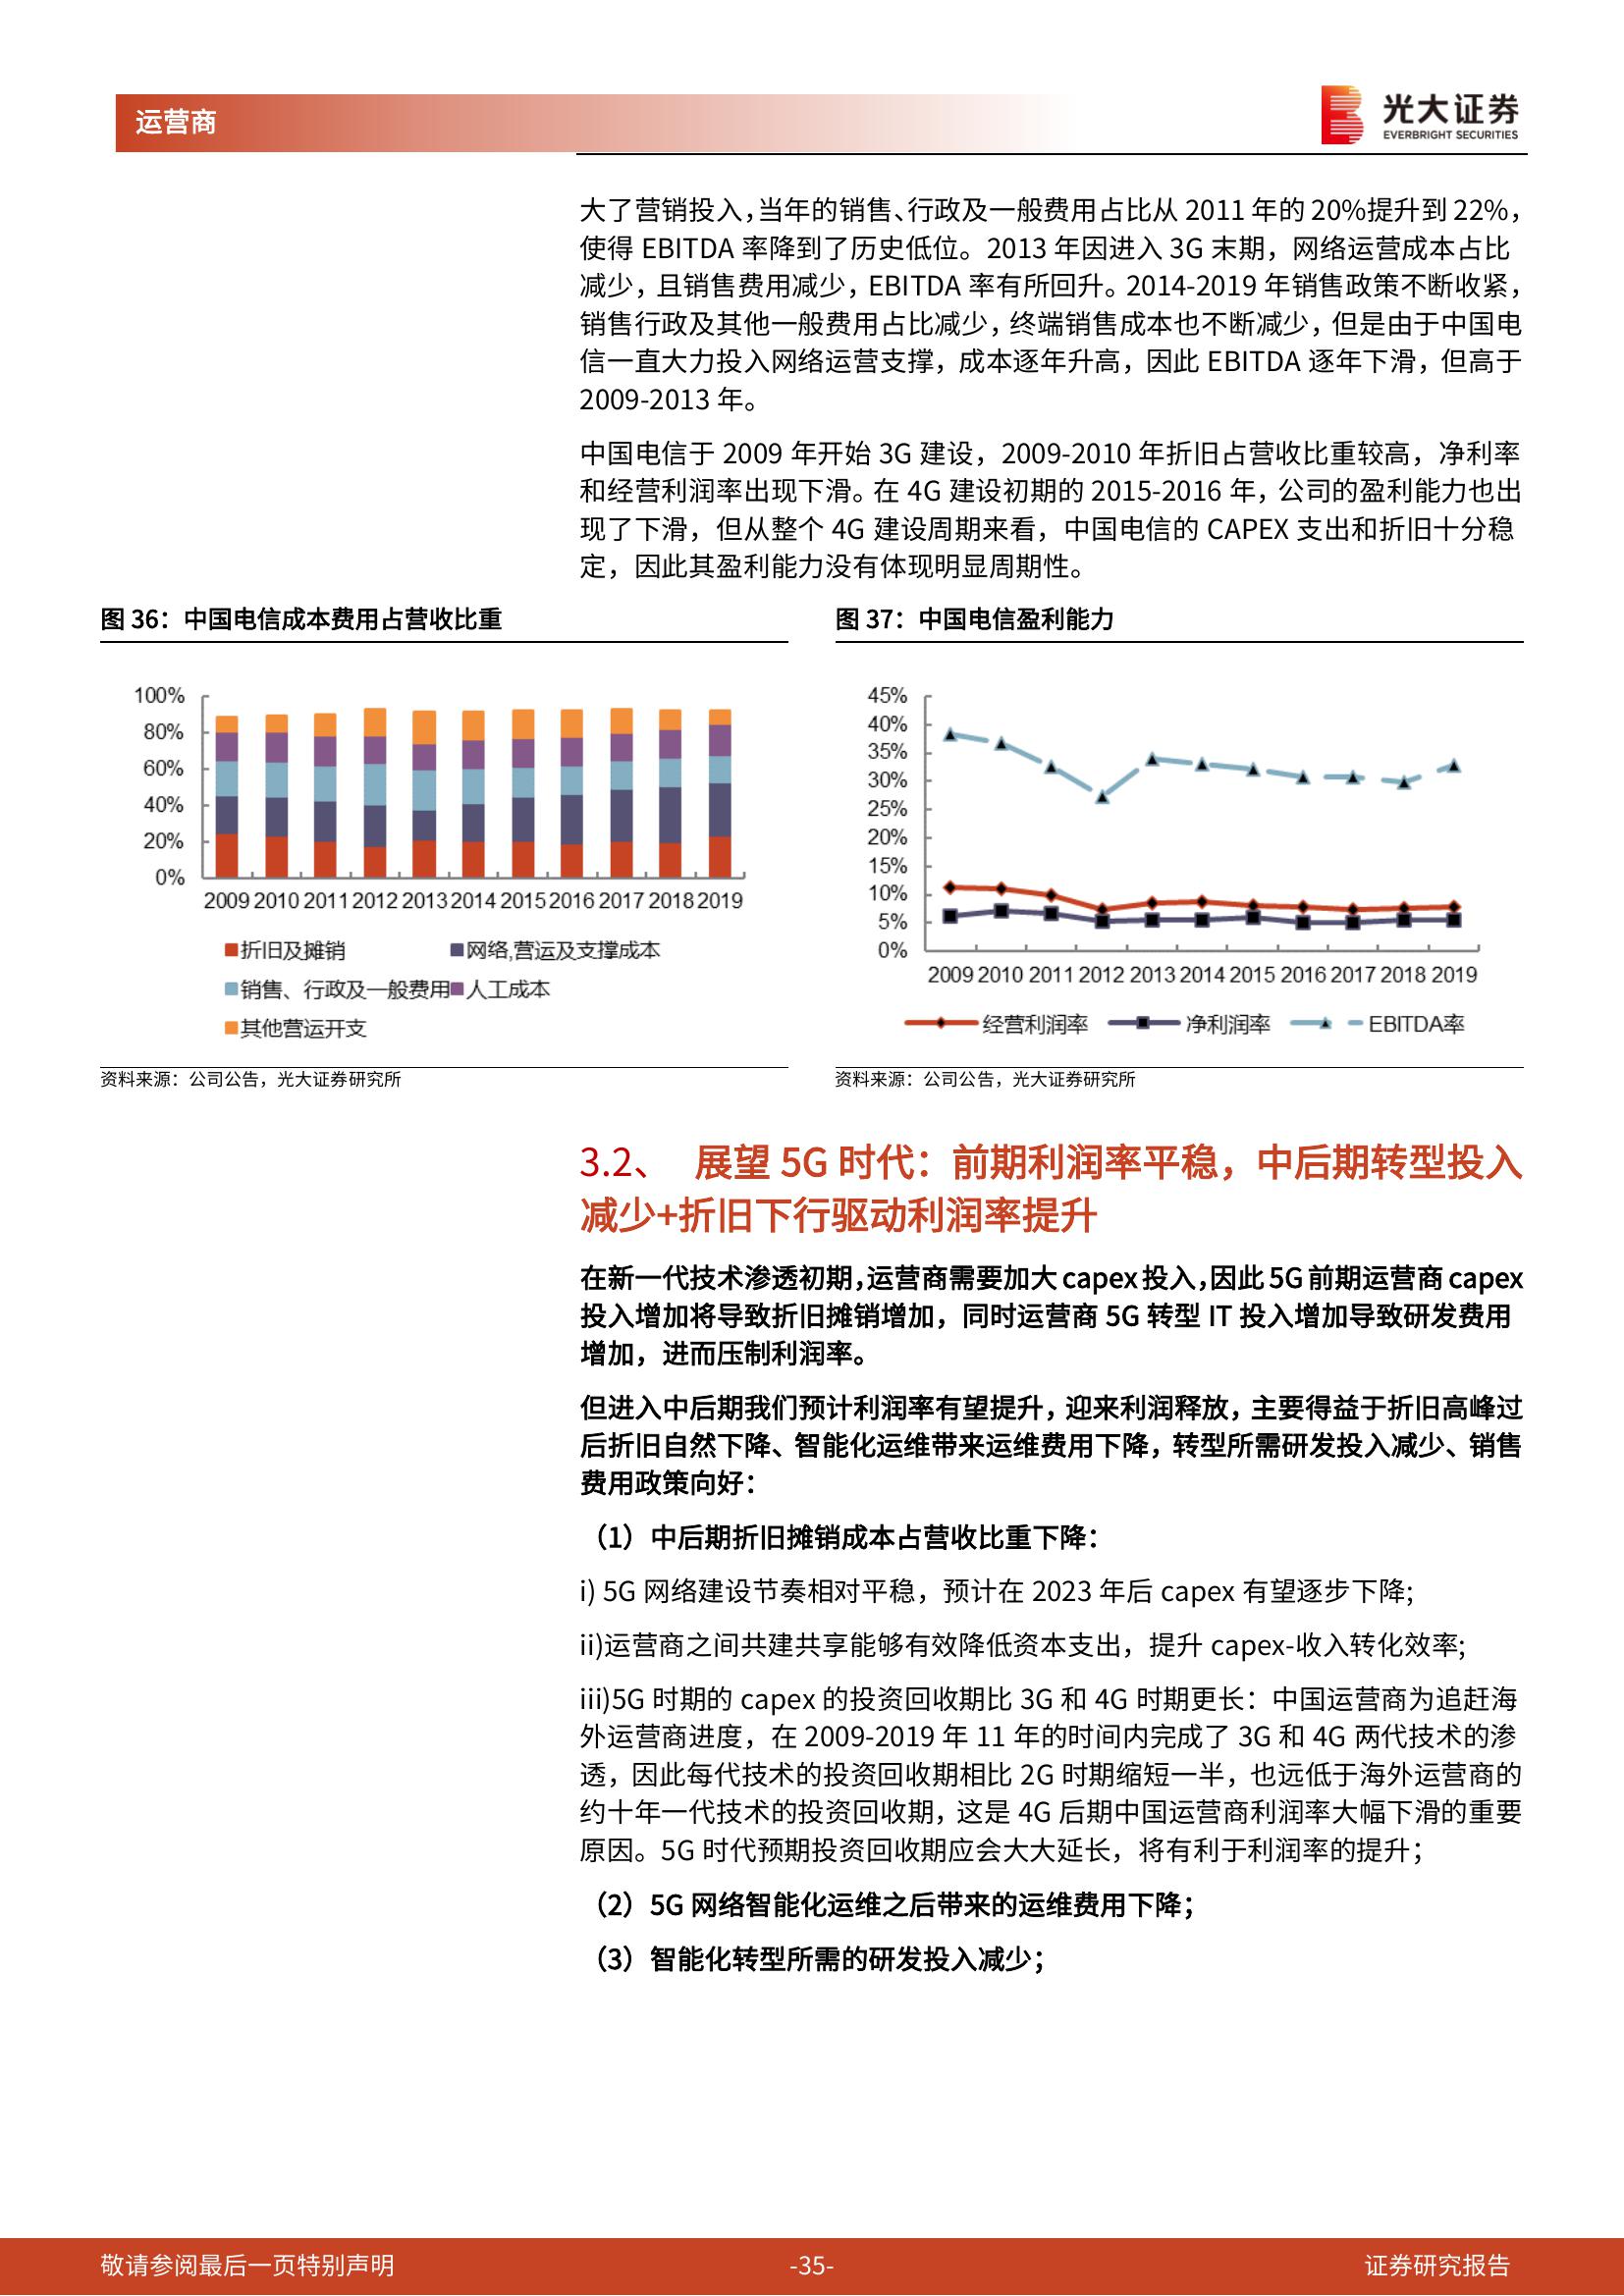 运营商
光大证券
EVERBRIGHT SECURITIES
大了营销投入，当年的销售、行政及一般费用占比从 2011 年的 20%提升到 22%，
使得 EBITDA 率降到了历史低位。2013 年因进入 3G 末期，网络运营成本占比
减少，且销售费用减少，EBITDA 率有所回升。2014-2019 年销售政策不断收紧，
销售行政及其他一般费用占比减少，终端销售成本也不断减少，但是由于中国电
信一直大力投入网络运营支撑，成本逐年升高，因此 EBITDA 逐年下滑，但高于
2009-2013 年。
中国电信于 2009 年开始 3G 建设，2009-2010 年折旧占营收比重较高，净利率
和经营利润率出现下滑。在 4G 建设初期的 2015-2016 年，公司的盈利能力也出
现了下滑，但从整个 4G 建设周期来看，中国电信的 CAPEX 支出和折旧十分稳
定，因此其盈利能力没有体现明显周期性。
图 36：中国电信成本费用占营收比重
100%
80%
60%
40%
20%
0%
2009 2010 2011 2012 2013 2014 2015 2016 2017 2018 2019
折旧及摊销 网络,营运及支撑成本
销售、行政及一般费用 人工成本
其他营运开支
资料来源：公司公告，光大证券研究所
图 37：中国电信盈利能力
45%
40%
35%
30%
25%
20%
15%
10%
5%
0%
2009 2010 2011 2012 2013 2014 2015 2016 2017 2018 2019
经营利润率 净利润率 EBITDA率
资料来源：公司公告，光大证券研究所
3.2、 展望 5G 时代：前期利润率平稳，中后期转型投入
减少+折旧下行驱动利润率提升
在新一代技术渗透初期，运营商需要加大 capex 投入，因此 5G 前期运营商 capex
投入增加将导致折旧摊销增加，同时运营商 5G 转型 IT 投入增加导致研发费用
增加，进而压制利润率。
但进入中后期我们预计利润率有望提升，迎来利润释放，主要得益于折旧高峰过
后折旧自然下降、智能化运维带来运维费用下降，转型所需研发投入减少、销售
费用政策向好：
（1）中后期折旧摊销成本占营收比重下降：
i) 5G 网络建设节奏相对平稳，预计在 2023 年后 capex 有望逐步下降;
ii)运营商之间共建共享能够有效降低资本支出，提升 capex-收入转化效率;
iii)5G 时期的 capex 的投资回收期比 3G 和 4G 时期更长：中国运营商为追赶海
外运营商进度，在 2009-2019 年 11 年的时间内完成了 3G 和 4G 两代技术的渗
透，因此每代技术的投资回收期相比 2G 时期缩短一半，也远低于海外运营商的
约十年一代技术的投资回收期，这是 4G 后期中国运营商利润率大幅下滑的重要
原因。5G 时代预期投资回收期应会大大延长，将有利于利润率的提升；
（2）5G 网络智能化运维之后带来的运维费用下降；
（3）智能化转型所需的研发投入减少；
敬请参阅最后一页特别声明
-35-
证券研究报告